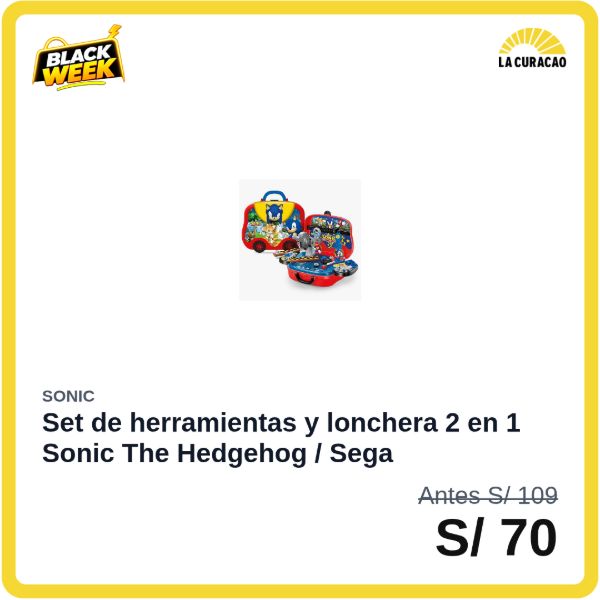 BLACK
WEEK
LA CURACAO
SONIC
Set de herramientas y lonchera 2 en 1
Sonic The Hedgehog / Sega
Antes S/ 109
S/ 70